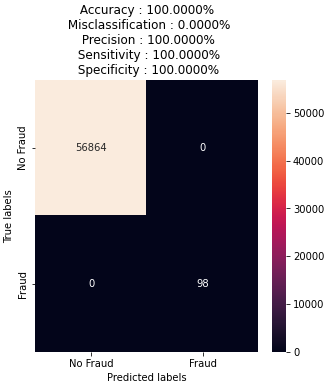 Accuracy : 100.0000%
Misclassification : 0.0000%
Precision : 100.0000%
Sensitivity : 100.0000%
Specificity : 100.0000%
True labels
No Fraud
56864
0
Fraud
0
98
No Fraud
Fraud
Predicted labels
50000
40000
30000
20000
10000
0